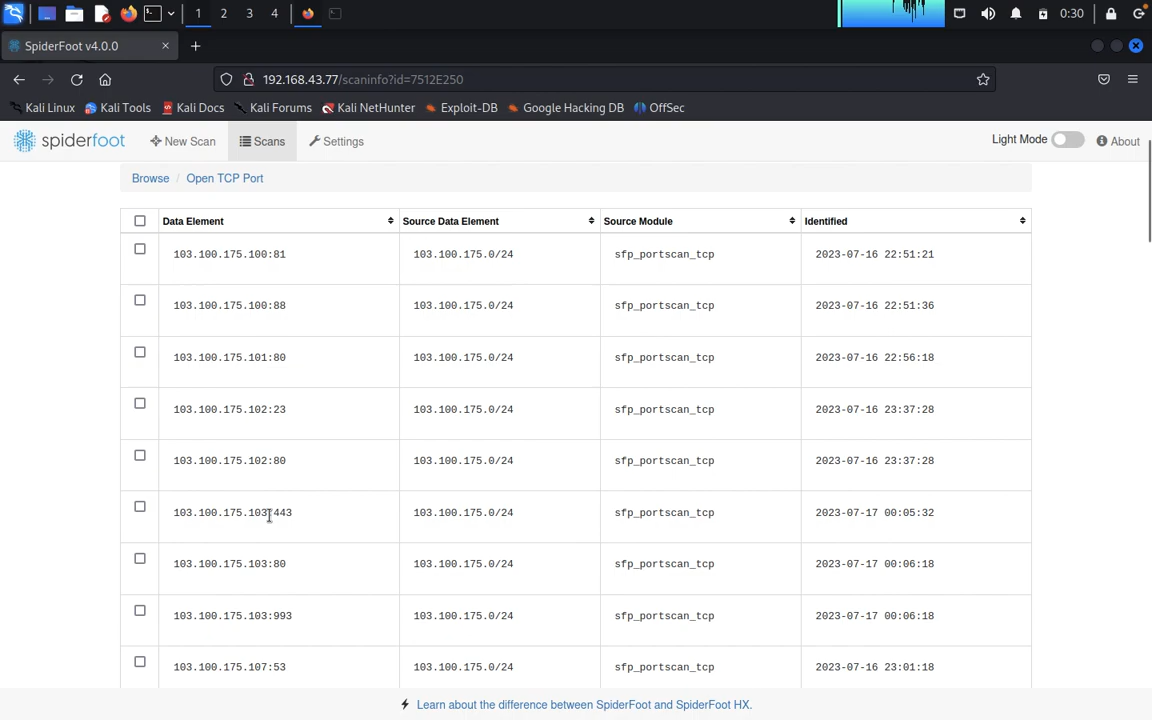 1 2 3 4 0:30
SpiderFoot v4.0.0
192.168.43.77/scaninfo?id=7512E250
Kali Linux Kali Tools Kali Docs Kali Forums Kali NetHunter Exploit-DB Google Hacking DB OffSec
spiderfoot New Scan Scans Settings Light Mode About
Browse / Open TCP Port
Data Element Source Data Element Source Module Identified
103.100.175.100:81 103.100.175.0/24 sfp_portscan_tcp 2023-07-16 22:51:21
103.100.175.100:88 103.100.175.0/24 sfp_portscan_tcp 2023-07-16 22:51:36
103.100.175.101:80 103.100.175.0/24 sfp_portscan_tcp 2023-07-16 22:56:18
103.100.175.102:23 103.100.175.0/24 sfp_portscan_tcp 2023-07-16 23:37:28
103.100.175.102:80 103.100.175.0/24 sfp_portscan_tcp 2023-07-16 23:37:28
103.100.175.103:443 103.100.175.0/24 sfp_portscan_tcp 2023-07-17 00:05:32
103.100.175.103:80 103.100.175.0/24 sfp_portscan_tcp 2023-07-17 00:06:18
103.100.175.103:993 103.100.175.0/24 sfp_portscan_tcp 2023-07-17 00:06:18
103.100.175.107:53 103.100.175.0/24 sfp_portscan_tcp 2023-07-16 23:01:18
Learn about the difference between SpiderFoot and SpiderFoot HX.